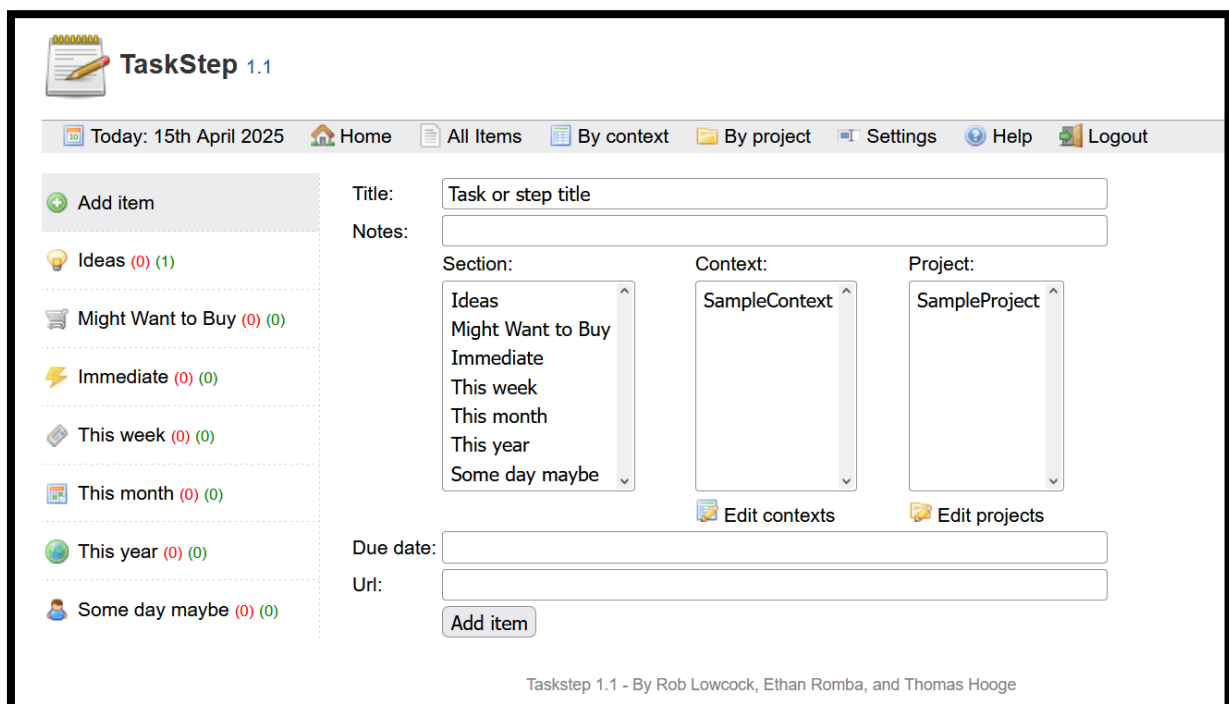 TaskStep 1.1
Today: 15th April 2025 Home All Items By context By project Settings Help Logout
Add item
Ideas (0) (1)
Might Want to Buy (0) (0)
Immediate (0) (0)
This week (0) (0)
This month (0) (0)
This year (0) (0)
Some day maybe (0) (0)
Title: Task or step title
Notes:
Section: Context: Project:
Ideas SampleContext SampleProject
Might Want to Buy
Immediate
This week
This month
This year
Some day maybe
Edit contexts Edit projects
Due date:
Url:
Add item
Taskstep 1.1 - By Rob Lowcock, Ethan Romba, and Thomas Hooge